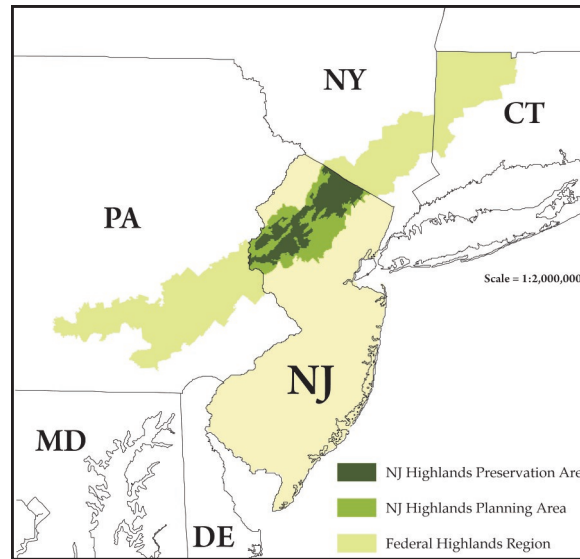 NY
CT
PA
Scale = 1:2,000,000
NJ
MD
NJ Highlands Preservation Area
NJ Highlands Planning Area
DE
Federal Highlands Region